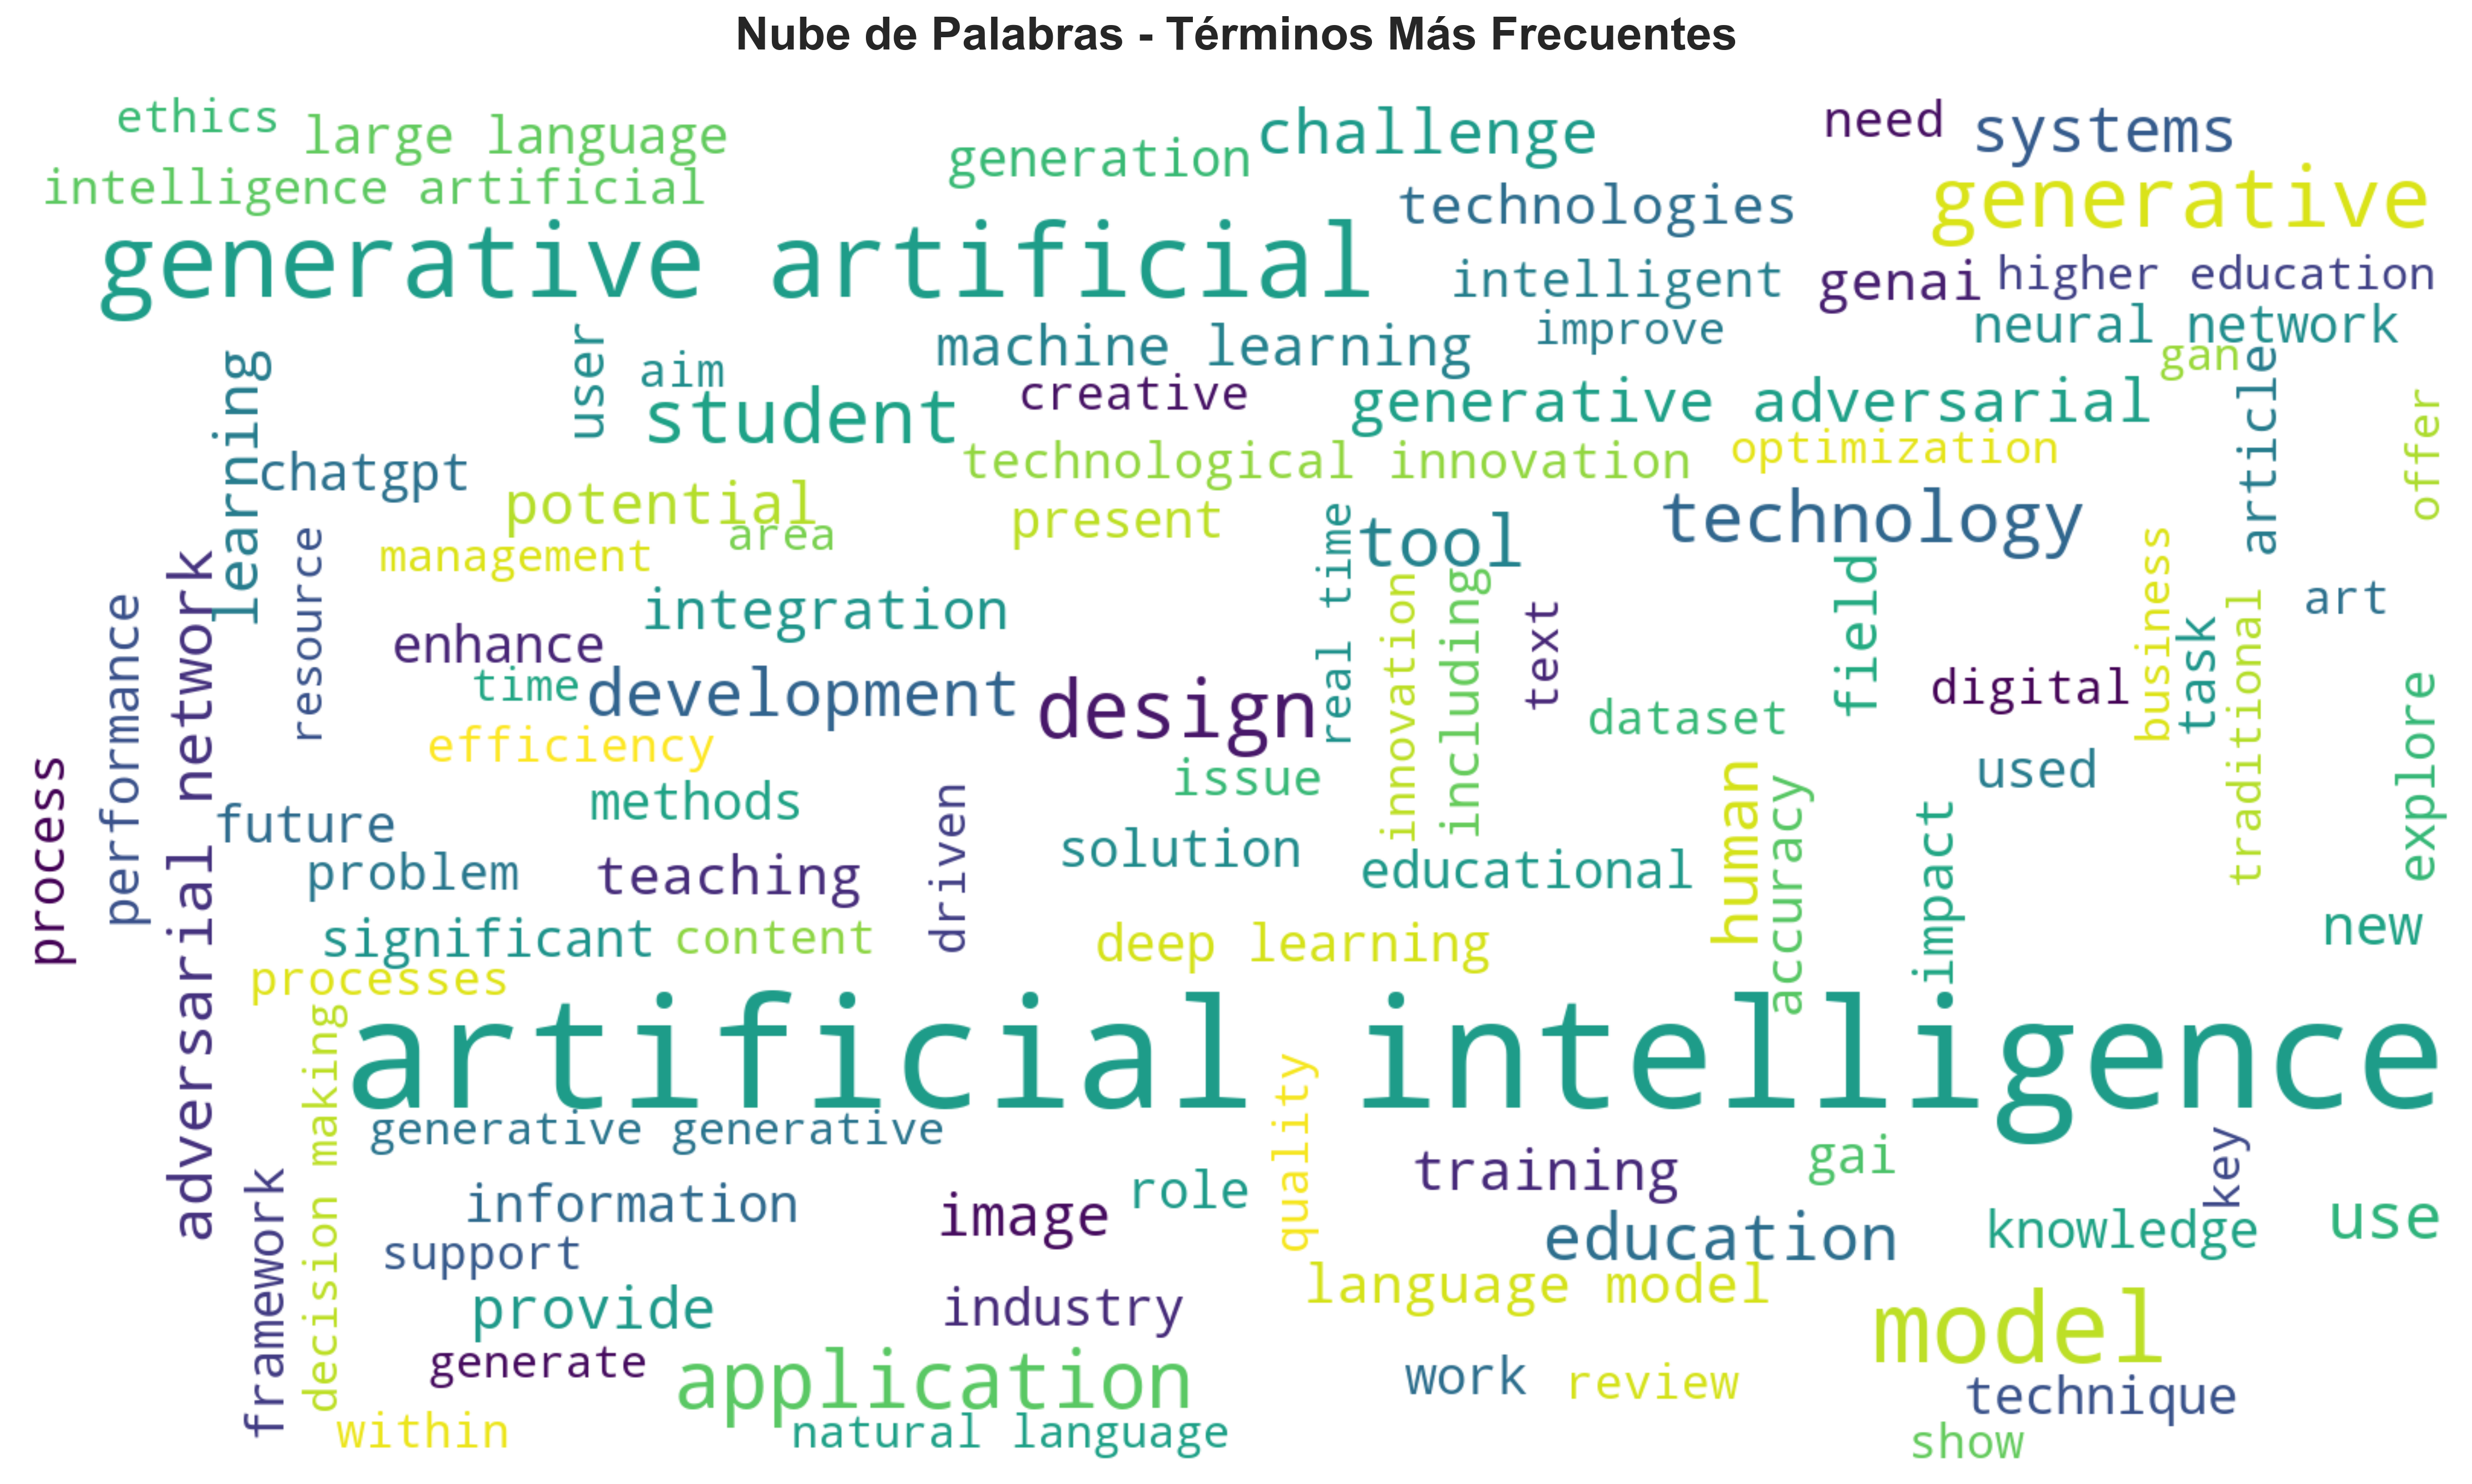 Nube de Palabras - Términos Más Frecuentes
ethics
large language
intelligence artificial
generation
challenge
need
systems
technologies
generative
generative artificial
intelligent
genai
higher education
machine learning
improve
neural network
gan
user
aim
student
creative
generative adversarial
learning
chatgpt
technological innovation
optimization
article
offer
potential
area
present
tool
technology
management
resource
real time
integration
innovation
including
text
field
business
task
traditional
art
performance
adversarial network
enhance
time
development
design
dataset
digital
explore
efficiency
issue
used
process
future
methods
driven
solution
educational
human
accuracy
impact
problem
teaching
significant
content
deep learning
new
processes
artificial intelligence
decision making
generative generative
quality
training
gai
key
framework
information
image
role
education
knowledge
use
support
provide
industry
language model
model
generate
application
work
review
technique
within
natural language
show